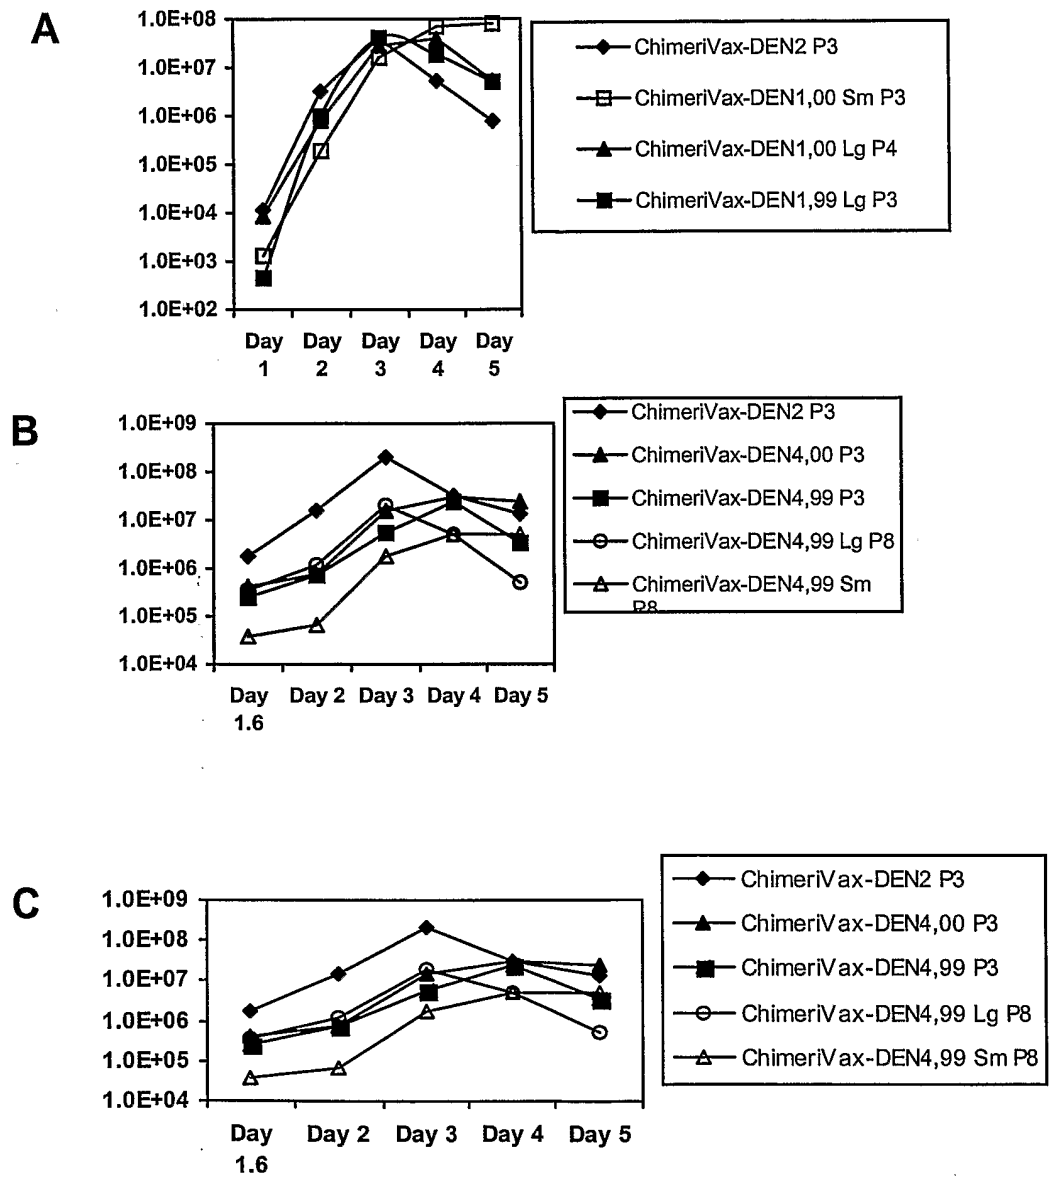 A
1.0E+08
1.0E+07
1.0E+06
1.0E+05
1.0E+04
1.0E+03
1.0E+02
Day Day Day Day Day
1 2 3 4 5
ChimeriVax-DEN2 P3
ChimeriVax-DEN1,00 Sm P3
ChimeriVax-DEN1,00 Lg P4
ChimeriVax-DEN1,99 Lg P3
B
1.0E+09
1.0E+08
1.0E+07
1.0E+06
1.0E+05
1.0E+04
Day Day 2 Day 3 Day 4 Day 5
1.6
ChimeriVax-DEN2 P3
ChimeriVax-DEN4,00 P3
ChimeriVax-DEN4,99 P3
ChimeriVax-DEN4,99 Lg P8
ChimeriVax-DEN4,99 Sm
P8
C
1.0E+09
1.0E+08
1.0E+07
1.0E+06
1.0E+05
1.0E+04
Day Day 2 Day 3 Day 4 Day 5
1.6
ChimeriVax-DEN2 P3
ChimeriVax-DEN4,00 P3
ChimeriVax-DEN4,99 P3
ChimeriVax-DEN4,99 Lg P8
ChimeriVax-DEN4,99 Sm P8